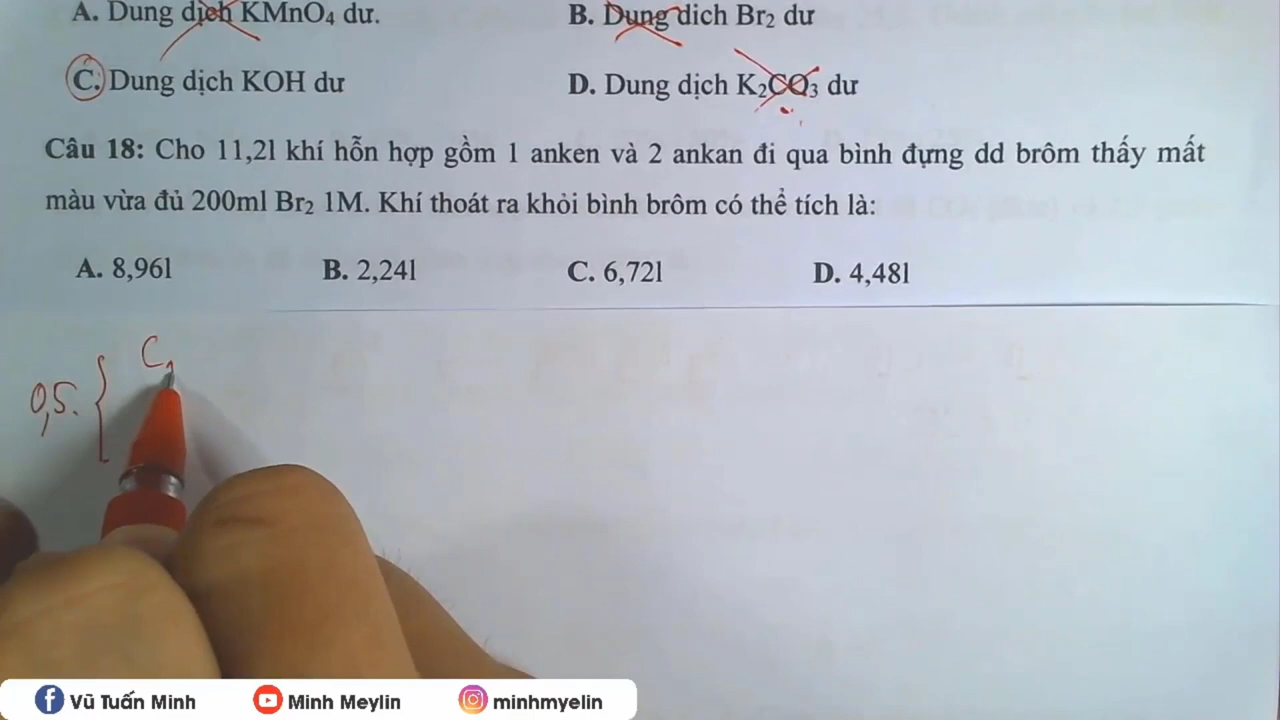 A. Dung dịch KMnO4 dư.
B. Dung dich Br2 dư
C. Dung dịch KOH dư
D. Dung dịch K2CO3 dư
Câu 18: Cho 11,2l khí hỗn hợp gồm 1 anken và 2 ankan đi qua bình đựng dd brôm thấy mất
màu vừa đủ 200ml Br2 1M. Khí thoát ra khỏi bình brôm có thể tích là:
A. 8,96l
B. 2,24l
C. 6,72l
D. 4,48l
C
0,5. {
Vũ Tuấn Minh
Minh Meylin
minhmyelin